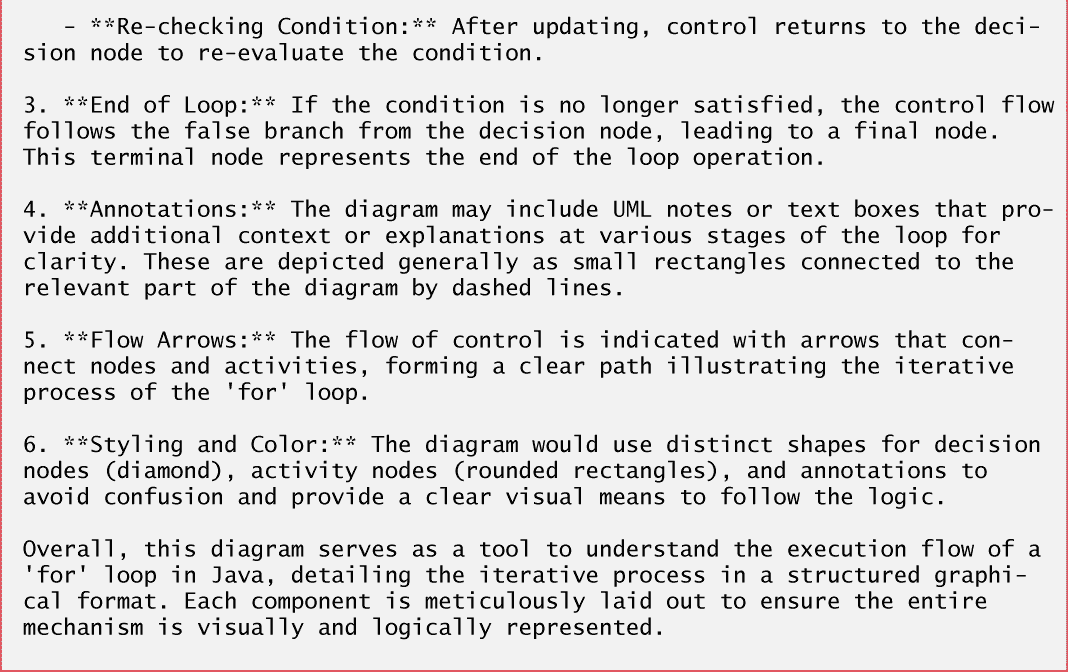 - **Re-checking Condition:** After updating, control returns to the deci-
sion node to re-evaluate the condition.
3. **End of Loop:** If the condition is no longer satisfied, the control flow
follows the false branch from the decision node, leading to a final node.
This terminal node represents the end of the loop operation.
4. **Annotations:** The diagram may include UML notes or text boxes that pro-
vide additional context or explanations at various stages of the loop for
clarity. These are depicted generally as small rectangles connected to the
relevant part of the diagram by dashed lines.
5. **Flow Arrows:** The flow of control is indicated with arrows that con-
nect nodes and activities, forming a clear path illustrating the iterative
process of the 'for' loop.
6. **Styling and Color:** The diagram would use distinct shapes for decision
nodes (diamond), activity nodes (rounded rectangles), and annotations to
avoid confusion and provide a clear visual means to follow the logic.
Overall, this diagram serves as a tool to understand the execution flow of a
'for' loop in Java, detailing the iterative process in a structured graphi-
cal format. Each component is meticulously laid out to ensure the entire
mechanism is visually and logically represented.